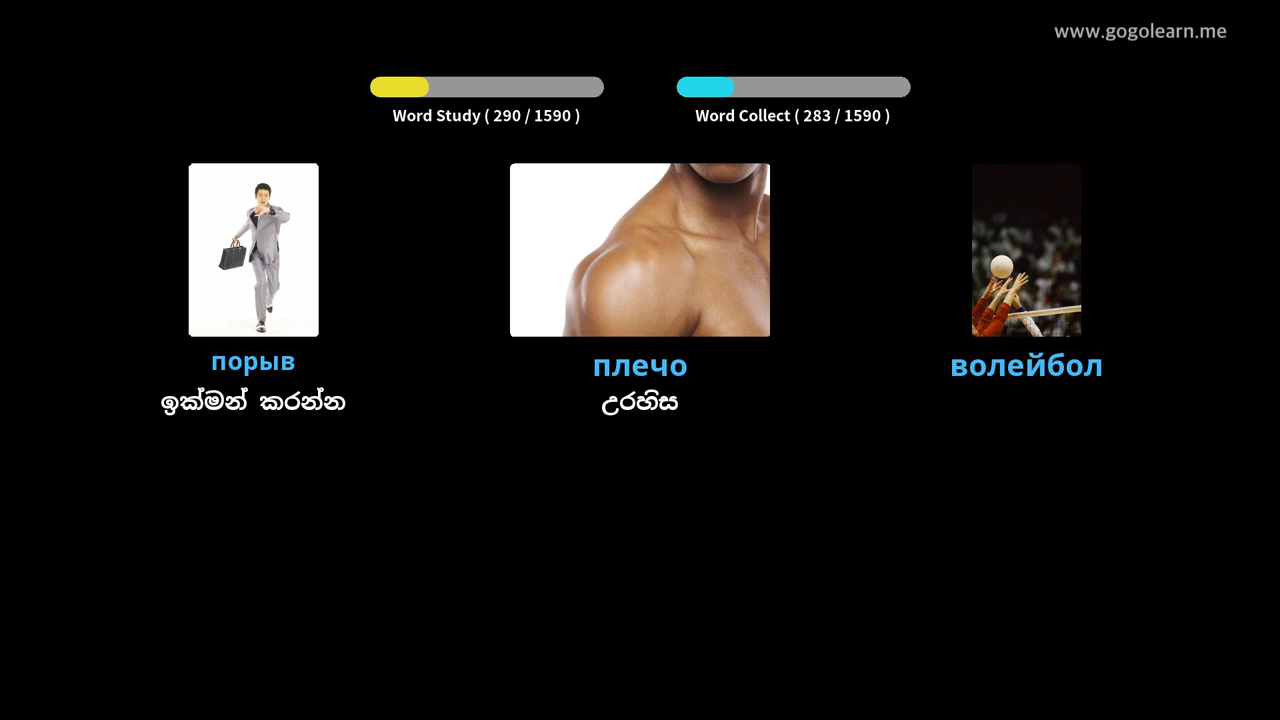 www.gogolearn.me
Word Study ( 290 / 1590 )
Word Collect ( 283 / 1590 )
порыв
плечо
волейбол
ඉක්මන් කරන්න
උරහිස